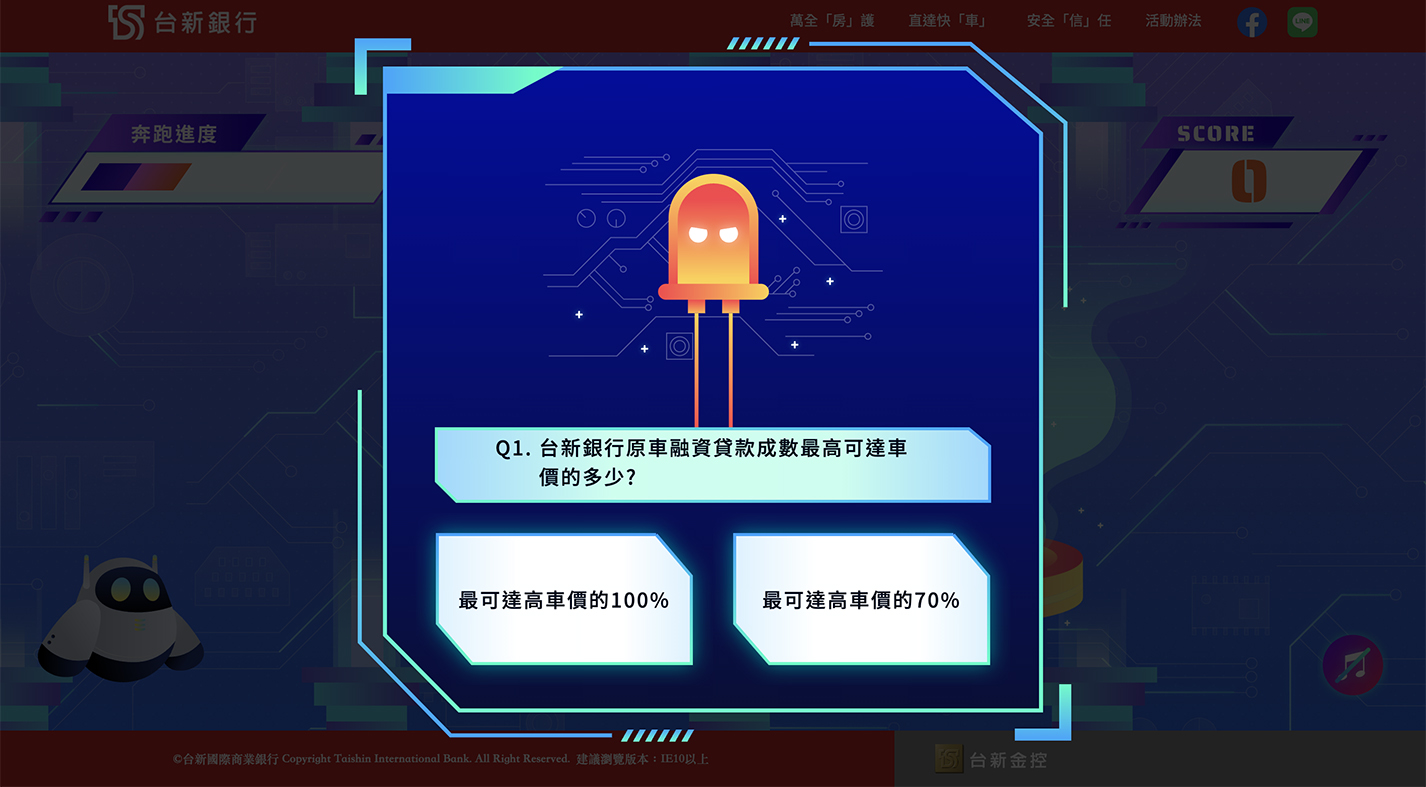 台新銀行
萬全「房」護
直達快「車」
安全「信」任
活動辦法
LINE
奔跑進度
SCORE
0
Q1. 台新銀行原車融資貸款成數最高可達車
價的多少?
最可達高車價的100%
最可達高車價的70%
©台新國際商業銀行 Copyright Taishin International Bank. All Right Reserved. 建議瀏覽版本：IE10以上
台新金控